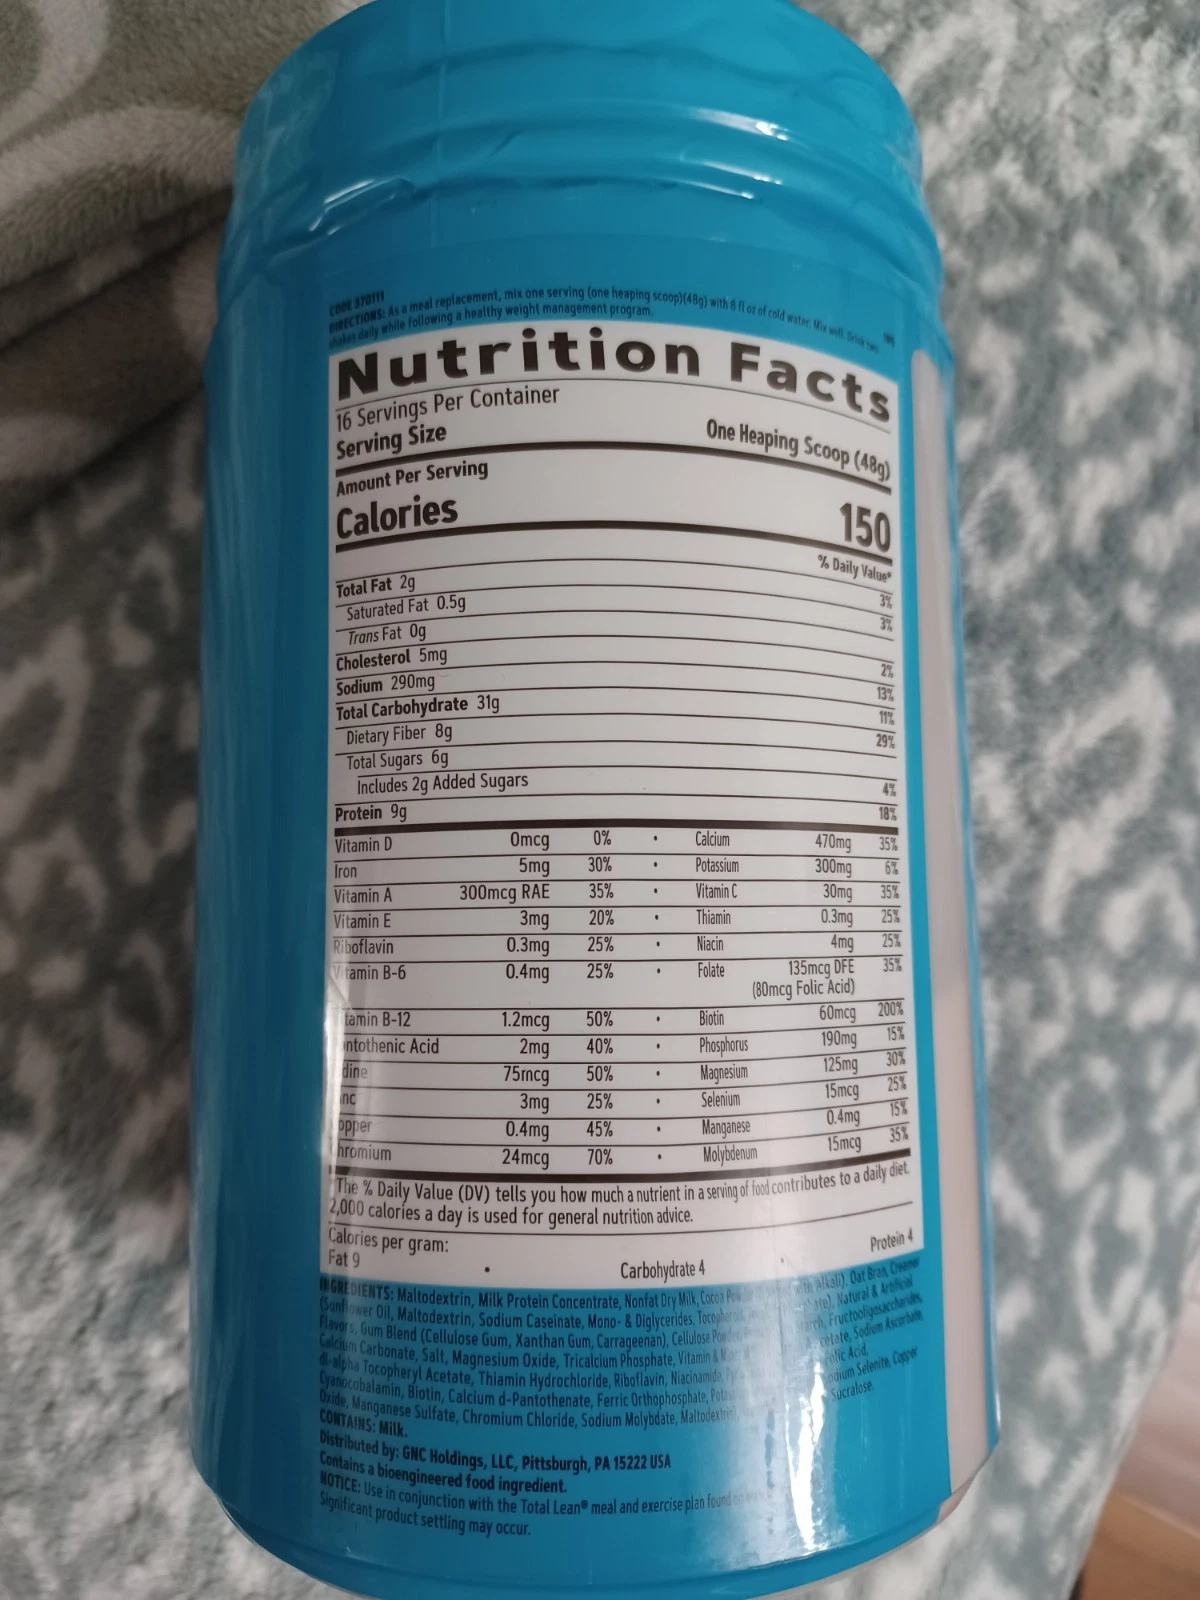 CODE 370111
DIRECTIONS: As a meal replacement, mix one serving (one heaping scoop)(48g) with 8 fl oz of cold water. Mix well. Drink two
shakes daily while following a healthy weight management program.
Nutrition Facts
16 Servings Per Container
Serving Size One Heaping Scoop (48g)
Amount Per Serving
Calories 150
% Daily Value*
Total Fat 2g 3%
Saturated Fat 0.5g 3%
Trans Fat 0g
Cholesterol 5mg 2%
Sodium 290mg 13%
Total Carbohydrate 31g 11%
Dietary Fiber 8g 29%
Total Sugars 6g
Includes 2g Added Sugars 4%
Protein 9g 18%
Vitamin D 0mcg 0% • Calcium 470mg 35%
Iron 5mg 30% • Potassium 300mg 6%
Vitamin A 300mcg RAE 35% • Vitamin C 30mg 35%
Vitamin E 3mg 20% • Thiamin 0.3mg 25%
Riboflavin 0.3mg 25% • Niacin 4mg 25%
Vitamin B-6 0.4mg 25% • Folate 135mcg DFE 35%
(80mcg Folic Acid)
tamin B-12 1.2mcg 50% • Biotin 60mcg 200%
ntothenic Acid 2mg 40% • Phosphorus 190mg 15%
dine 75mcg 50% • Magnesium 125mg 30%
nc 3mg 25% • Selenium 15mcg 25%
opper 0.4mg 45% • Manganese 0.4mg 15%
hromium 24mcg 70% • Molybdenum 15mcg 35%
The % Daily Value (DV) tells you how much a nutrient in a serving of food contributes to a daily diet.
2,000 calories a day is used for general nutrition advice.
Calories per gram:
Fat 9 • Carbohydrate 4 • Protein 4
INGREDIENTS: Maltodextrin, Milk Protein Concentrate, Nonfat Dry Milk, Cocoa with Alkali), Oat Bran, Creamer
(Sunflower Oil, Maltodextrin, Sodium Caseinate, Mono- & Diglycerides, Natural & Artificial
Flavors, Gum Blend (Cellulose Gum, Xanthan Gum, Carrageenan), Cellulose Starch, Fructooligosaccharides,
Calcium Carbonate, Salt, Magnesium Oxide, Tricalcium Phosphate, Vitamin & Sodium Ascorbate,
dl-alpha Tocopheryl Acetate, Thiamin Hydrochloride, Riboflavin, Niacinamide, Folic Acid,
Cyanocobalamin, Biotin, Calcium d-Pantothenate, Ferric Orthophosphate, Sodium Selenite, Copper
Oxide, Manganese Sulfate, Chromium Chloride, Sodium Molybdate, Sucralose.
CONTAINS: Milk.
Distributed by: GNC Holdings, LLC, Pittsburgh, PA 15222 USA
Contains a bioengineered food ingredient.
NOTICE: Use in conjunction with the Total Lean® meal and exercise plan found
Significant product settling may occur.